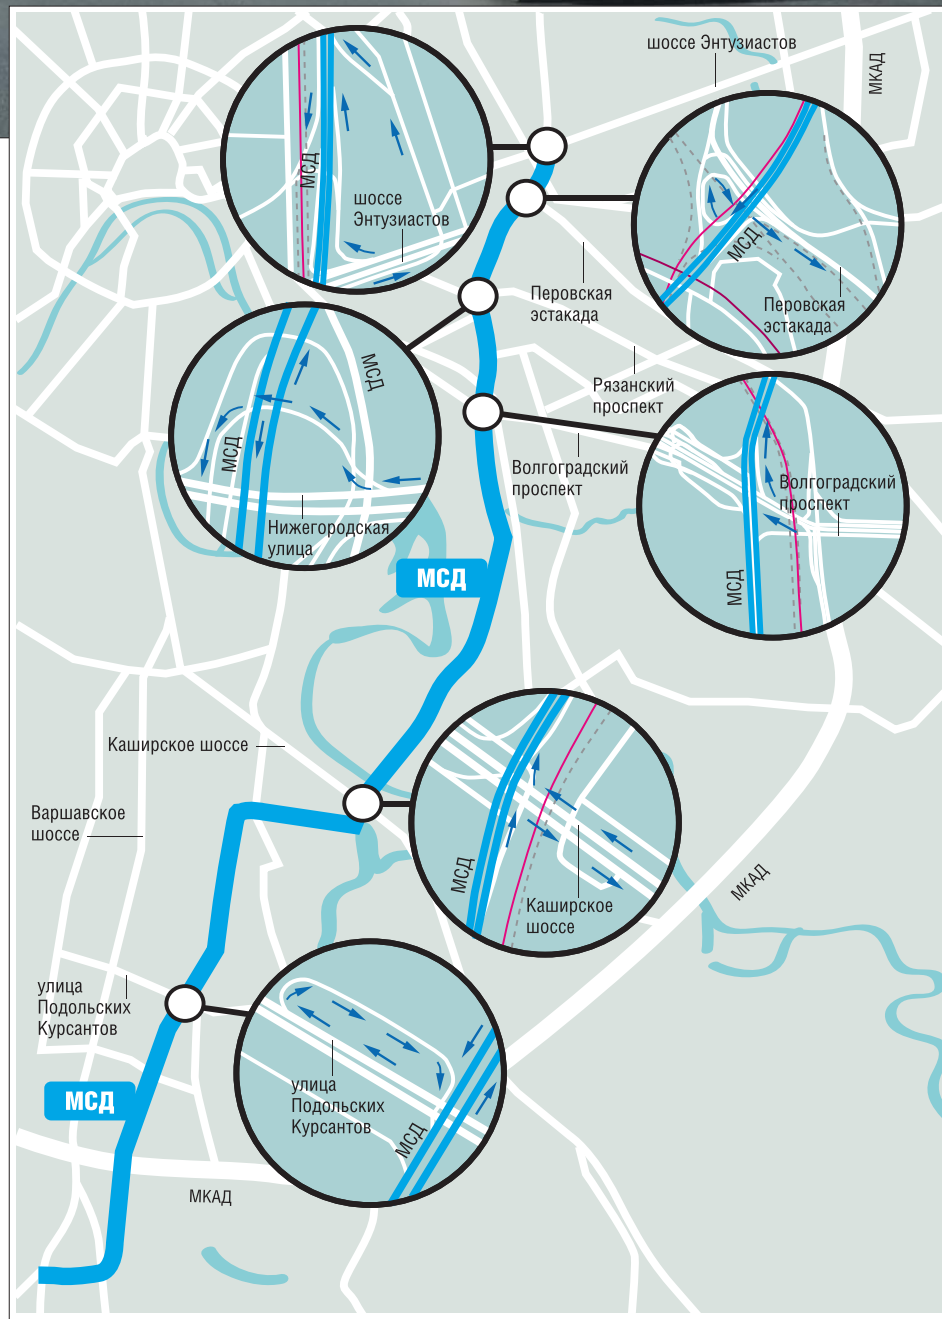 шоссе Энтузиастов
МКАД
МСД
шоссе
Энтузиастов
МСД
Перовская
эстакада
Перовская
эстакада
МСД
МСД
Нижегородская
улица
Рязанский
проспект
Волгоградский
проспект
Волгоградский
проспект
МСД
МСД
Каширское шоссе
Варшавское
шоссе
МСД
Каширское
шоссе
МКАД
улица
Подольских
Курсантов
улица
Подольских
Курсантов
МСД
МСД
МКАД